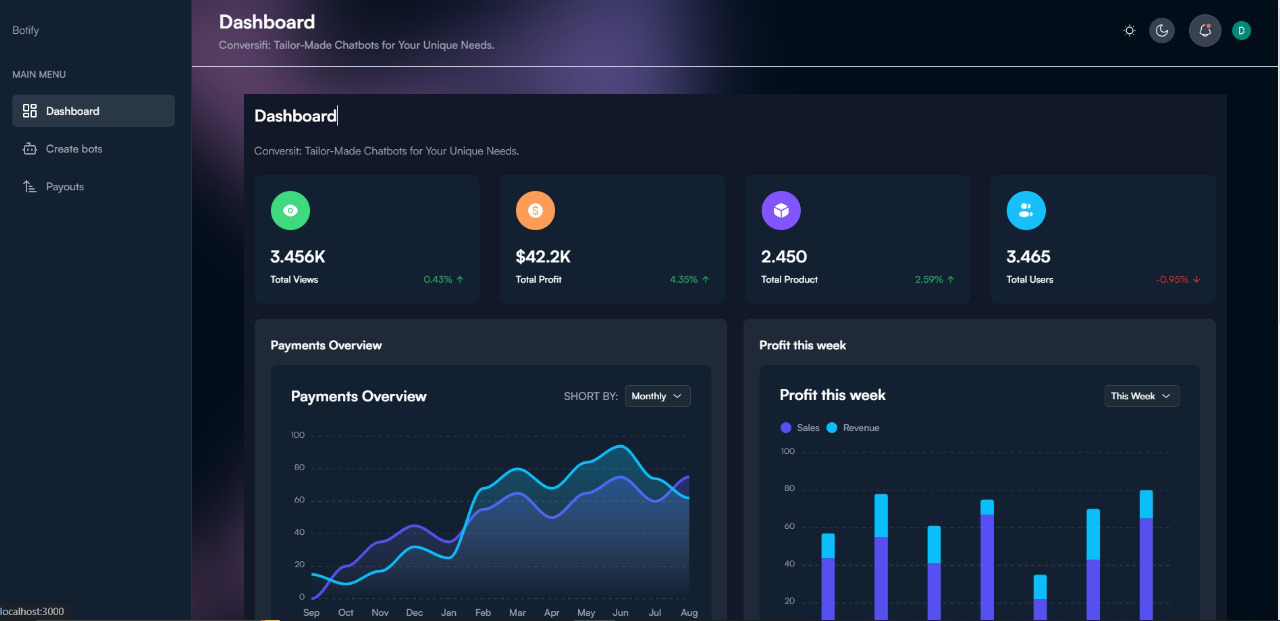 Botify
MAIN MENU
Dashboard
Create bots
Payouts
Dashboard
Conversifi: Tailor-Made Chatbots for Your Unique Needs.
D
Dashboard
Conversit: Tailor-Made Chatbots for Your Unique Needs.
3.456K
Total Views 0.43%
$42.2K
Total Profit 4.35%
2.450
Total Product 2.59%
3.465
Total Users -0.95%
Payments Overview
Payments Overview
SHORT BY: Monthly
100
80
60
40
20
0
Sep Oct Nov Dec Jan Feb Mar Apr May Jun Jul Aug
Profit this week
Profit this week
This Week
Sales Revenue
100
80
60
40
20
localhost:3000